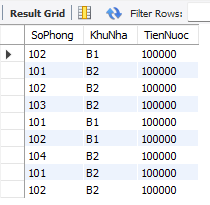 Result Grid Filter Rows:
SoPhong KhuNha TienNuoc
102 B1 100000
101 B2 100000
102 B2 100000
103 B2 100000
101 B1 100000
102 B1 100000
104 B2 100000
101 B2 100000
102 B2 100000